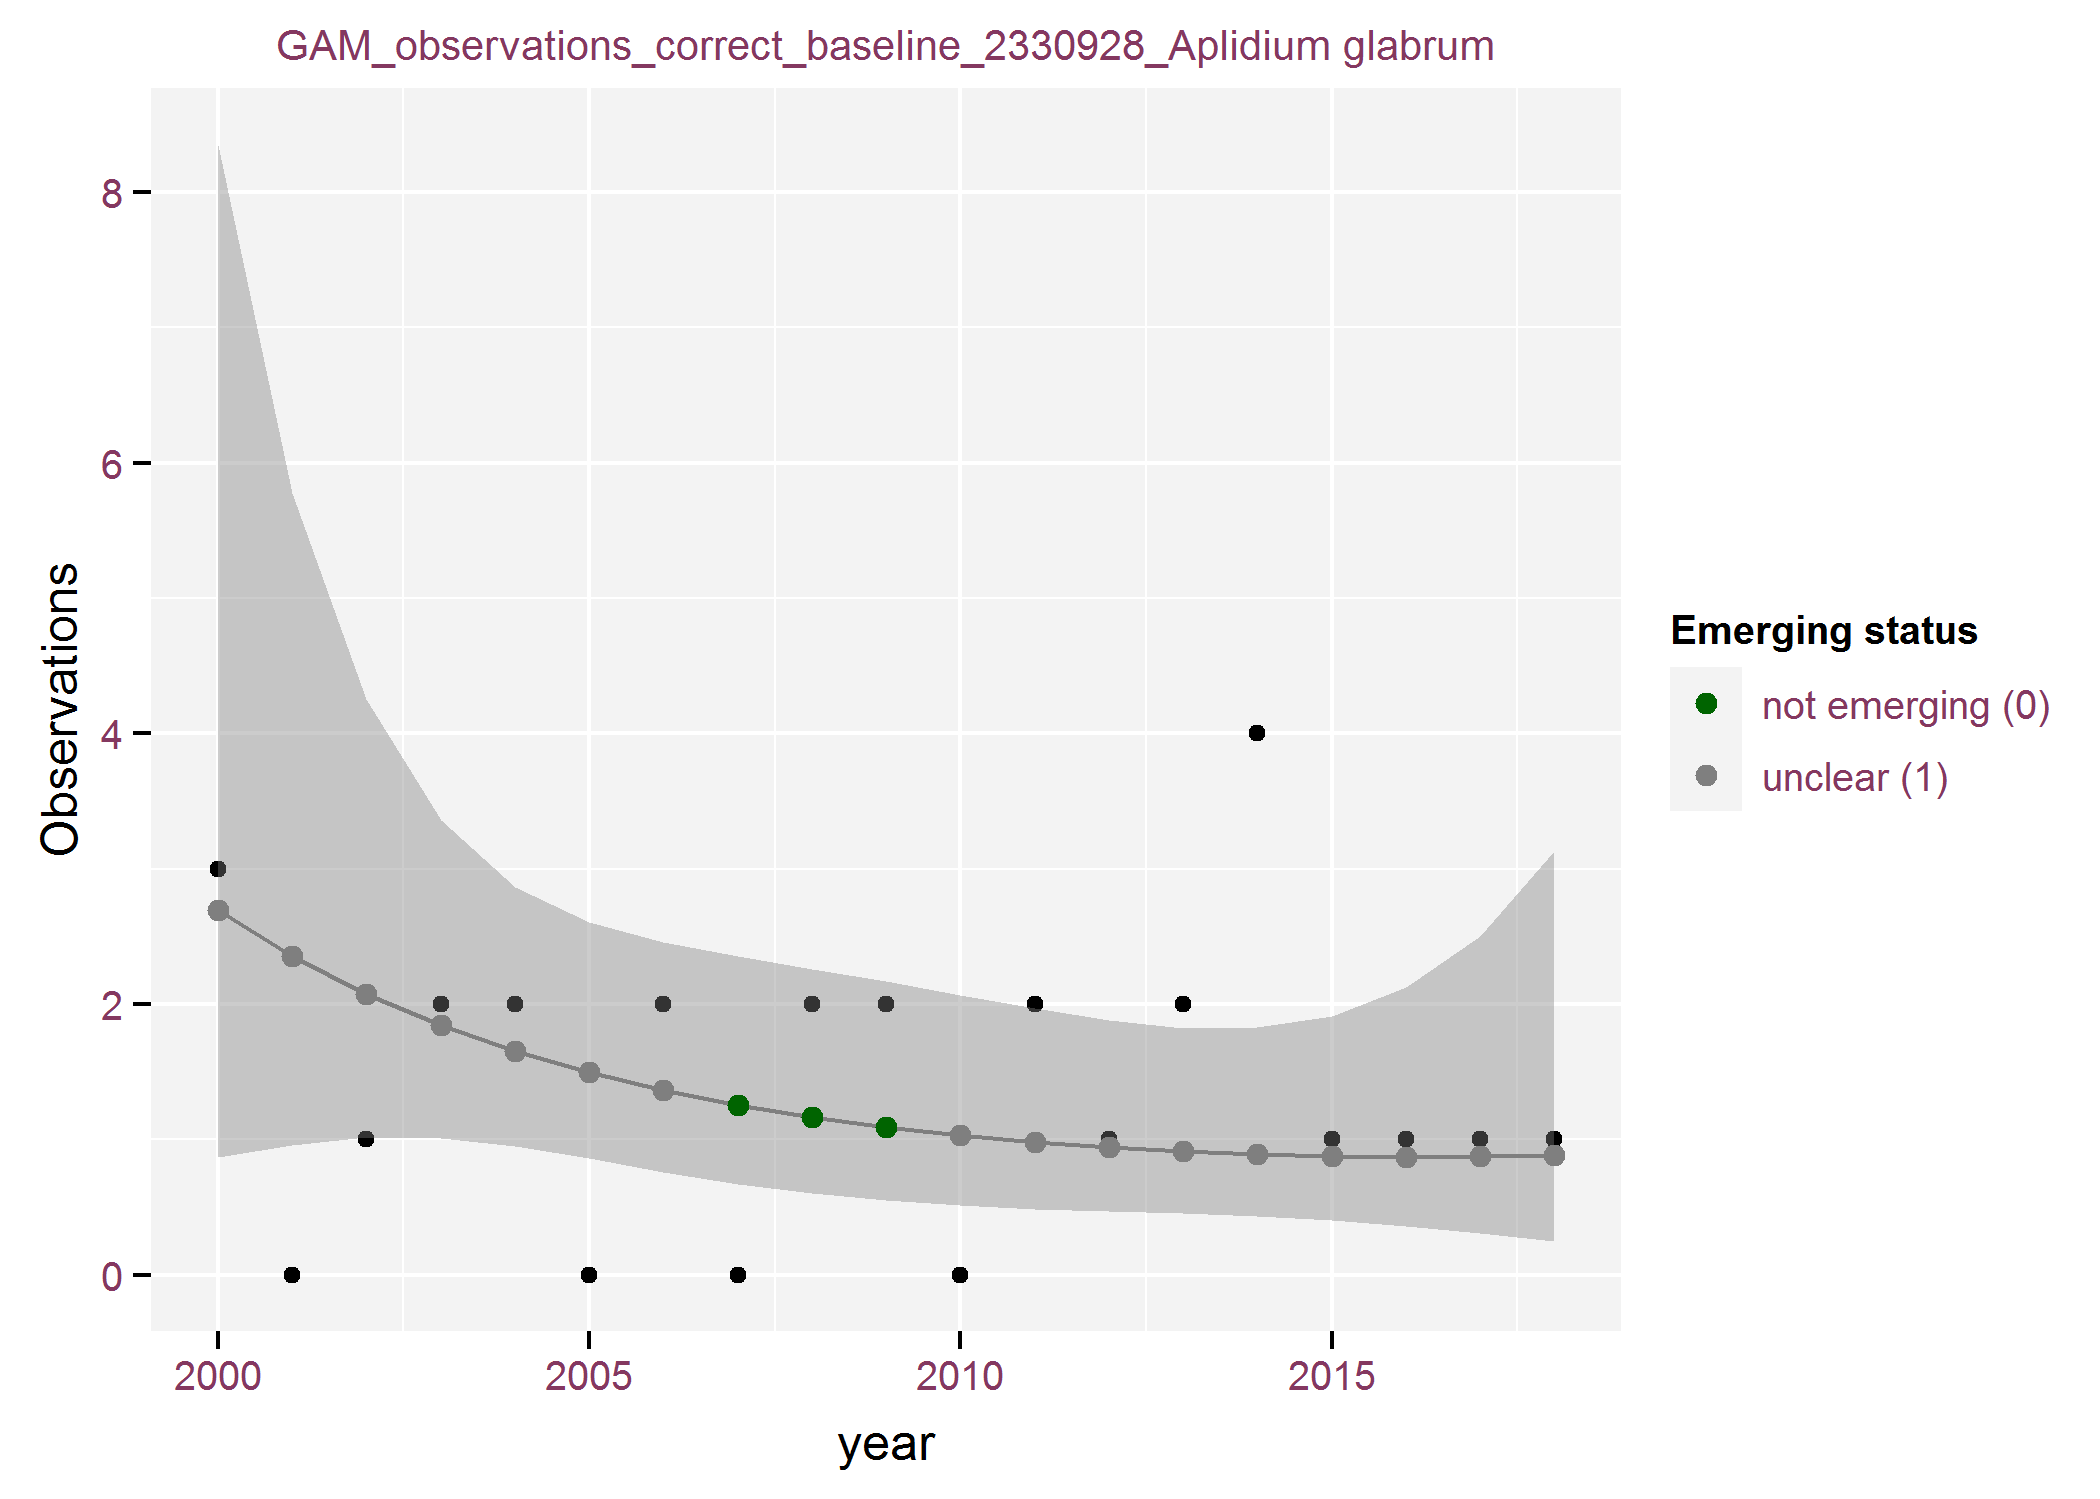 GAM_observations_correct_baseline_2330928_Aplidium glabrum
Observations
8
6
4
2
0
2000
2005
2010
2015
year
Emerging status
not emerging (0)
unclear (1)